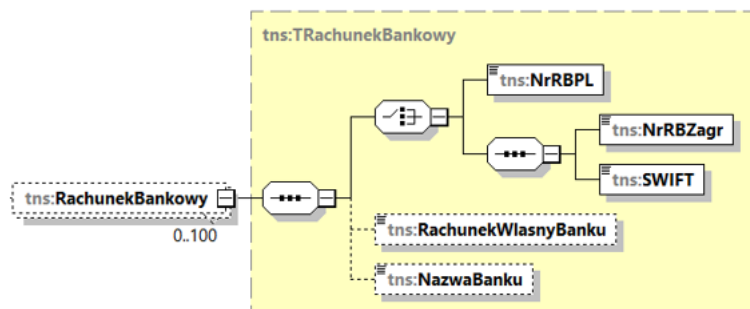 tns:TRachunekBankowy
tns:NrRBPL
tns:NrRBZagr
tns:SWIFT
tns:RachunekBankowy
0..100
tns:RachunekWlasnyBanku
tns:NazwaBanku